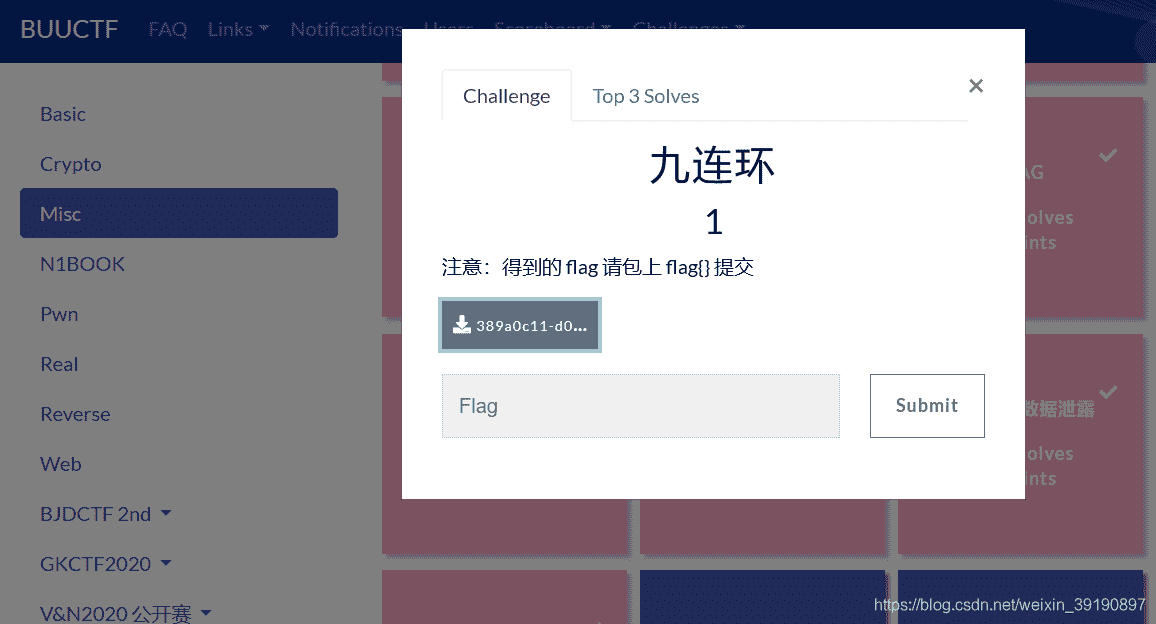 BUUCTF FAQ Links Notifications Users Scoreboard Challenges
Basic
Crypto
Misc
N1BOOK
Pwn
Real
Reverse
Web
BJDCTF 2nd
GKCTF2020
V&N2020 公开赛
Challenge Top 3 Solves
×
九连环
1
注意：得到的 flag 请包上 flag{} 提交
389a0c11-d0...
Flag
Submit
AG
olves
ints
数据泄露
olves
ints
https://blog.csdn.net/weixin_39190897